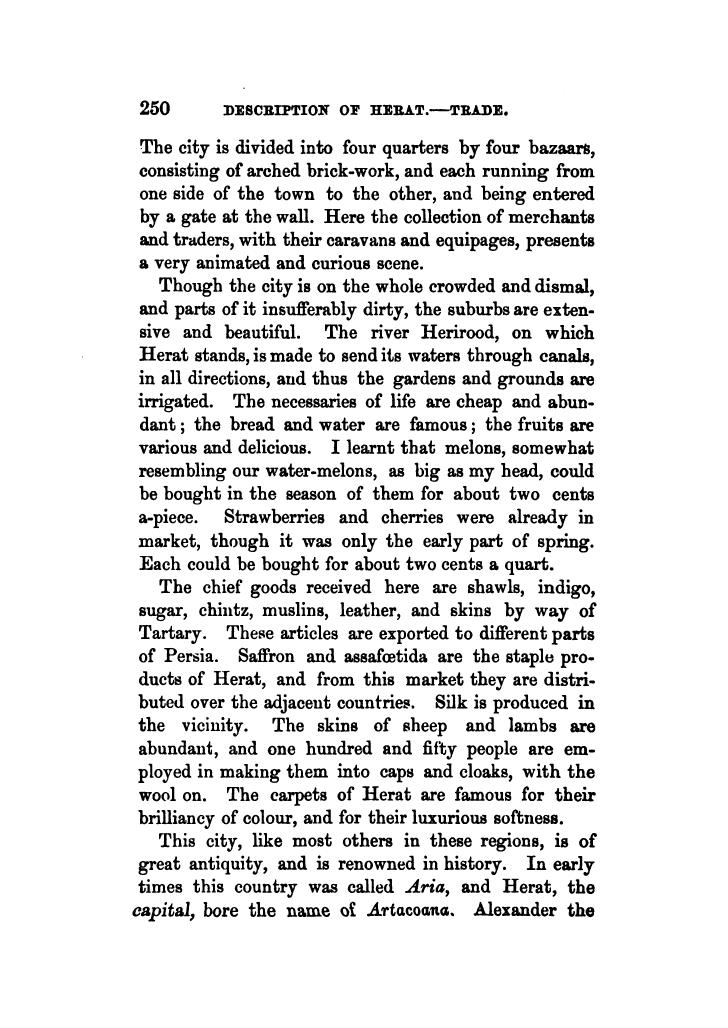 250 DESCRIPTION OF HERAT.—TRADE.
The city is divided into four quarters by four bazaars,
consisting of arched brick-work, and each running from
one side of the town to the other, and being entered
by a gate at the wall. Here the collection of merchants
and traders, with their caravans and equipages, presents
a very animated and curious scene.
Though the city is on the whole crowded and dismal,
and parts of it insufferably dirty, the suburbs are exten-
sive and beautiful. The river Herirood, on which
Herat stands, is made to send its waters through canals,
in all directions, and thus the gardens and grounds are
irrigated. The necessaries of life are cheap and abun-
dant; the bread and water are famous; the fruits are
various and delicious. I learnt that melons, somewhat
resembling our water-melons, as big as my head, could
be bought in the season of them for about two cents
a-piece. Strawberries and cherries were already in
market, though it was only the early part of spring.
Each could be bought for about two cents a quart.
The chief goods received here are shawls, indigo,
sugar, chintz, muslins, leather, and skins by way of
Tartary. These articles are exported to different parts
of Persia. Saffron and assafœtida are the staple pro-
ducts of Herat, and from this market they are distri-
buted over the adjacent countries. Silk is produced in
the vicinity. The skins of sheep and lambs are
abundant, and one hundred and fifty people are em-
ployed in making them into caps and cloaks, with the
wool on. The carpets of Herat are famous for their
brilliancy of colour, and for their luxurious softness.
This city, like most others in these regions, is of
great antiquity, and is renowned in history. In early
times this country was called Aria, and Herat, the
capital, bore the name of Artacoana. Alexander the